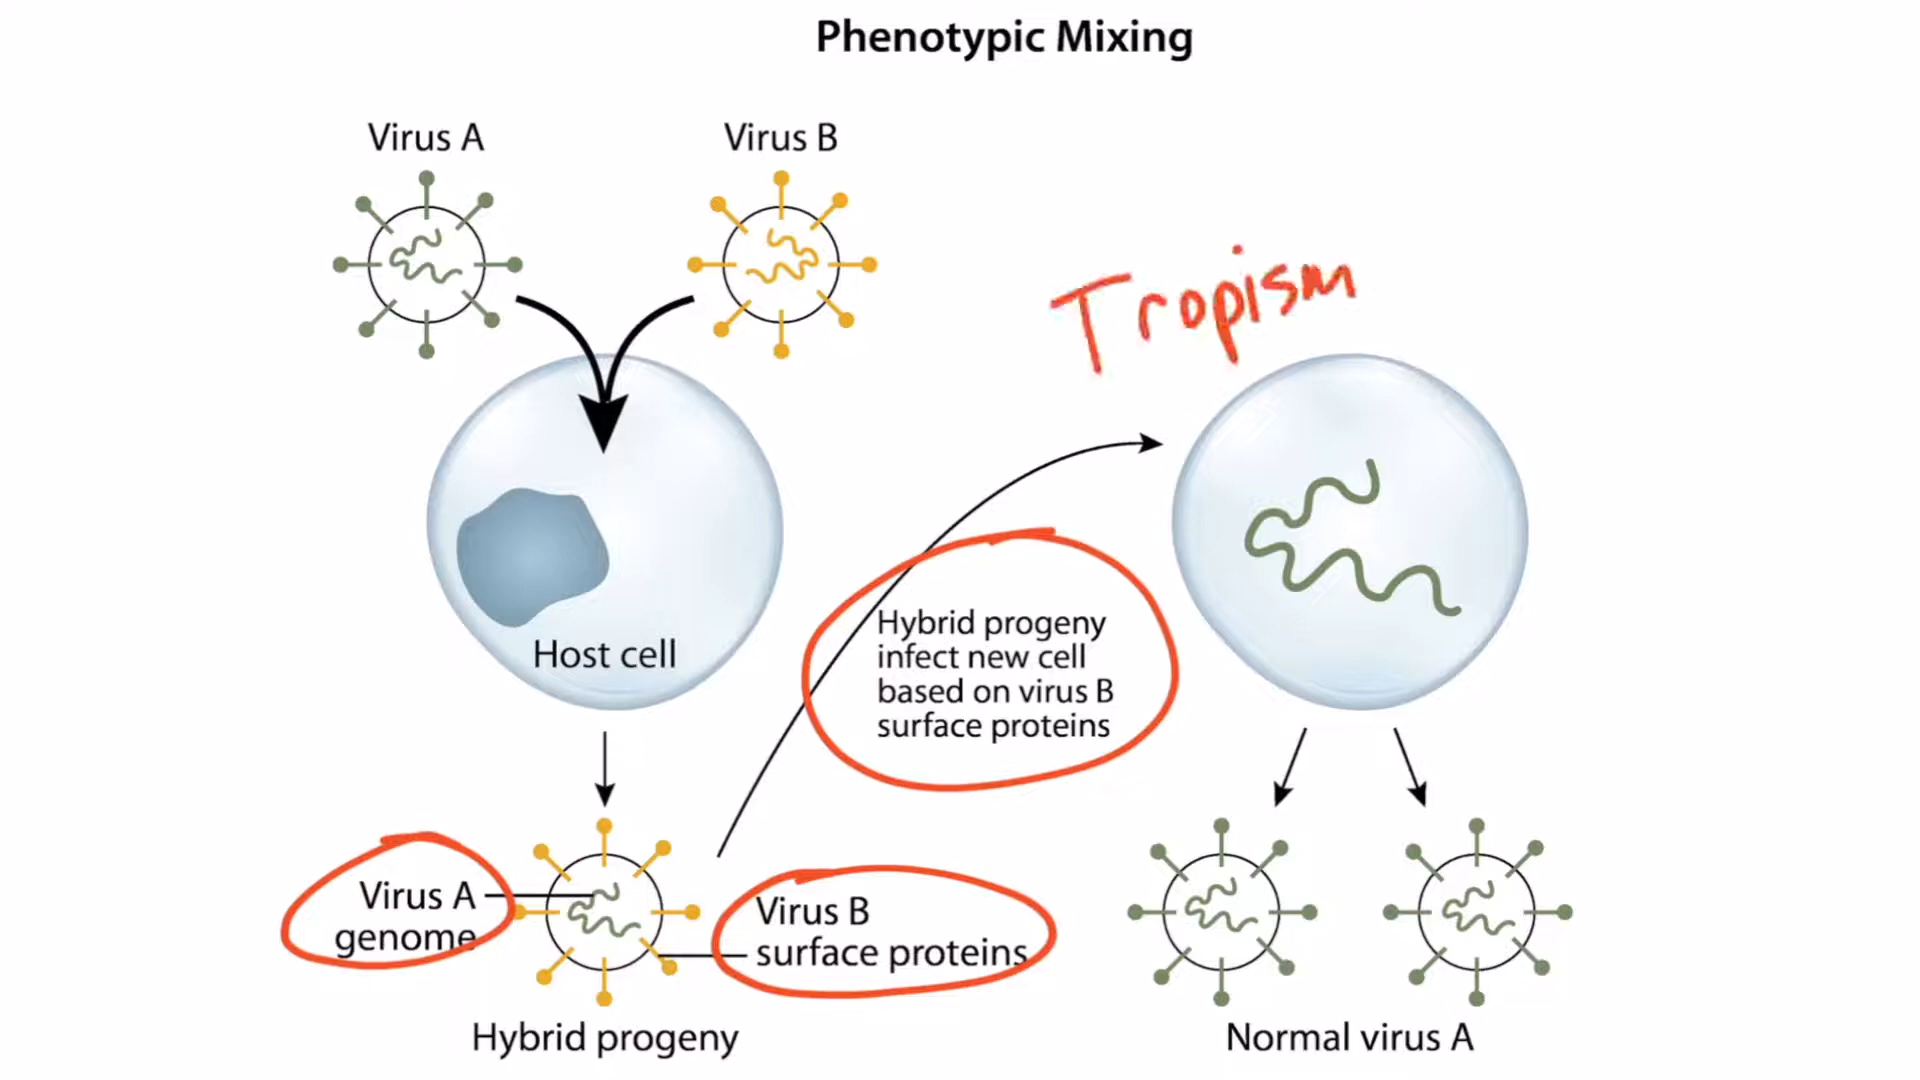 Phenotypic Mixing
Virus A
Virus B
Tropism
Host cell
Hybrid progeny
infect new cell
based on virus B
surface proteins
Virus A
genome
Virus B
surface proteins
Hybrid progeny
Normal virus A